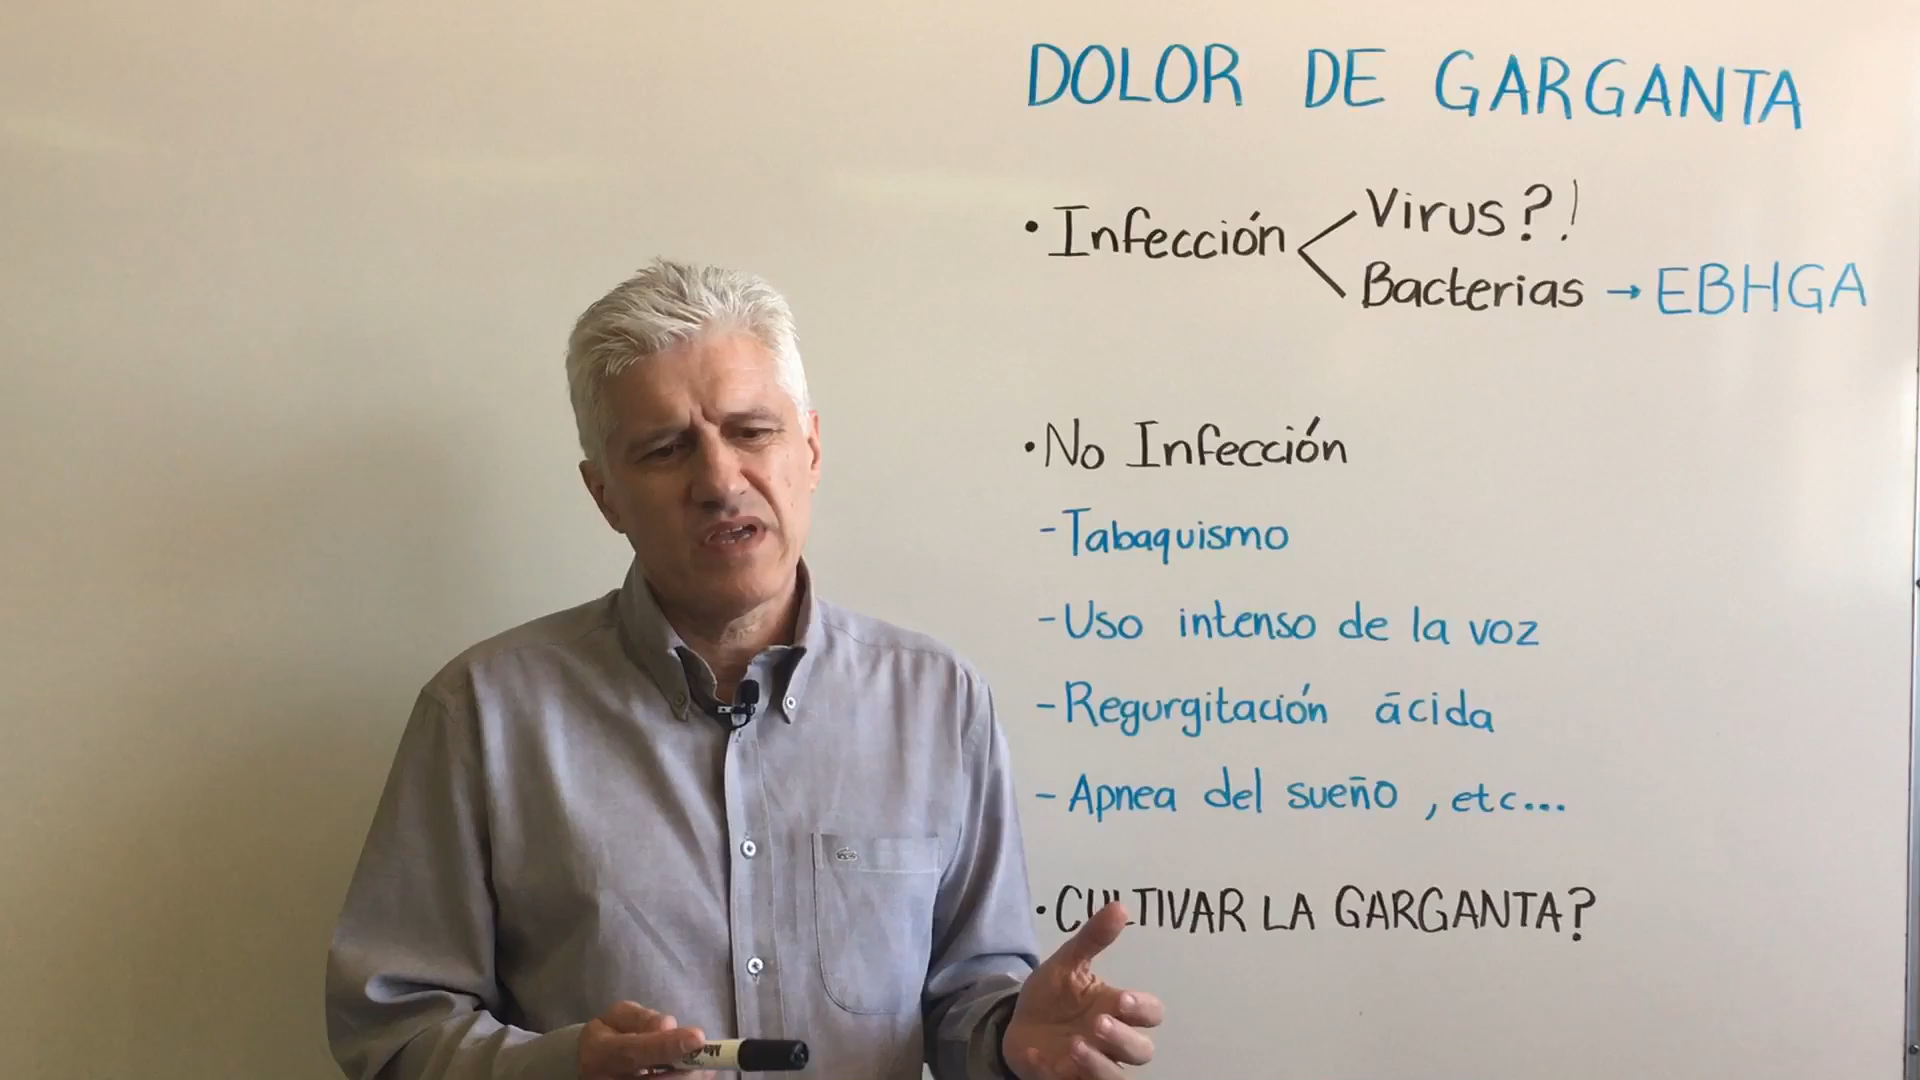 DOLOR DE GARGANTA
• Infección < Virus?!
Bacterias → EBHGA
• No Infección
- Tabaquismo
- Uso intenso de la voz
- Regurgitación ácida
- Apnea del sueño, etc...
• CULTIVAR LA GARGANTA?